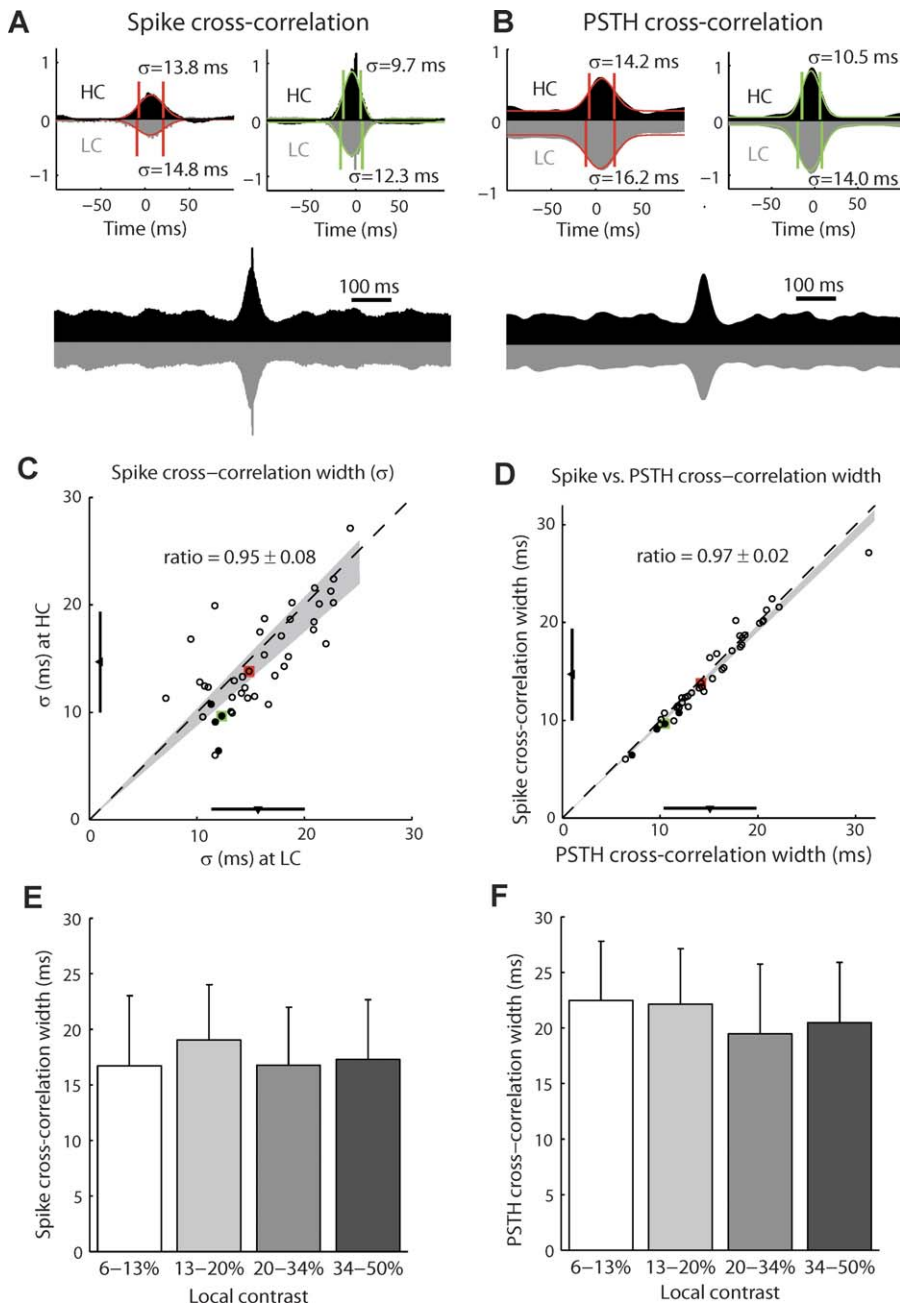 A Spike cross-correlation
σ=13.8 ms
σ=9.7 ms
1
HC
HC
0
LC
LC
−1
σ=14.8 ms
σ=12.3 ms
−50 0 50
−50 0 50
Time (ms)
Time (ms)
100 ms
B PSTH cross-correlation
σ=14.2 ms
σ=10.5 ms
1
1
HC
HC
0
0
LC
LC
−1
−1
σ=16.2 ms
σ=14.0 ms
−50 0 50
−50 0 50
Time (ms)
Time (ms)
100 ms
C Spike cross−correlation width (σ)
30
20
10
0
σ (ms) at HC
ratio = 0.95 ± 0.08
0 10 20 30
σ (ms) at LC
D Spike vs. PSTH cross−correlation width
30
20
10
0
Spike cross−correlation width (ms)
ratio = 0.97 ± 0.02
0 10 20 30
PSTH cross−correlation width (ms)
E
30
25
20
15
10
5
0
Spike cross-correlation width (ms)
6−13% 13−20% 20−34% 34−50%
Local contrast
F
30
25
20
15
10
5
0
PSTH cross−correlation width (ms)
6−13% 13−20% 20−34% 34−50%
Local contrast